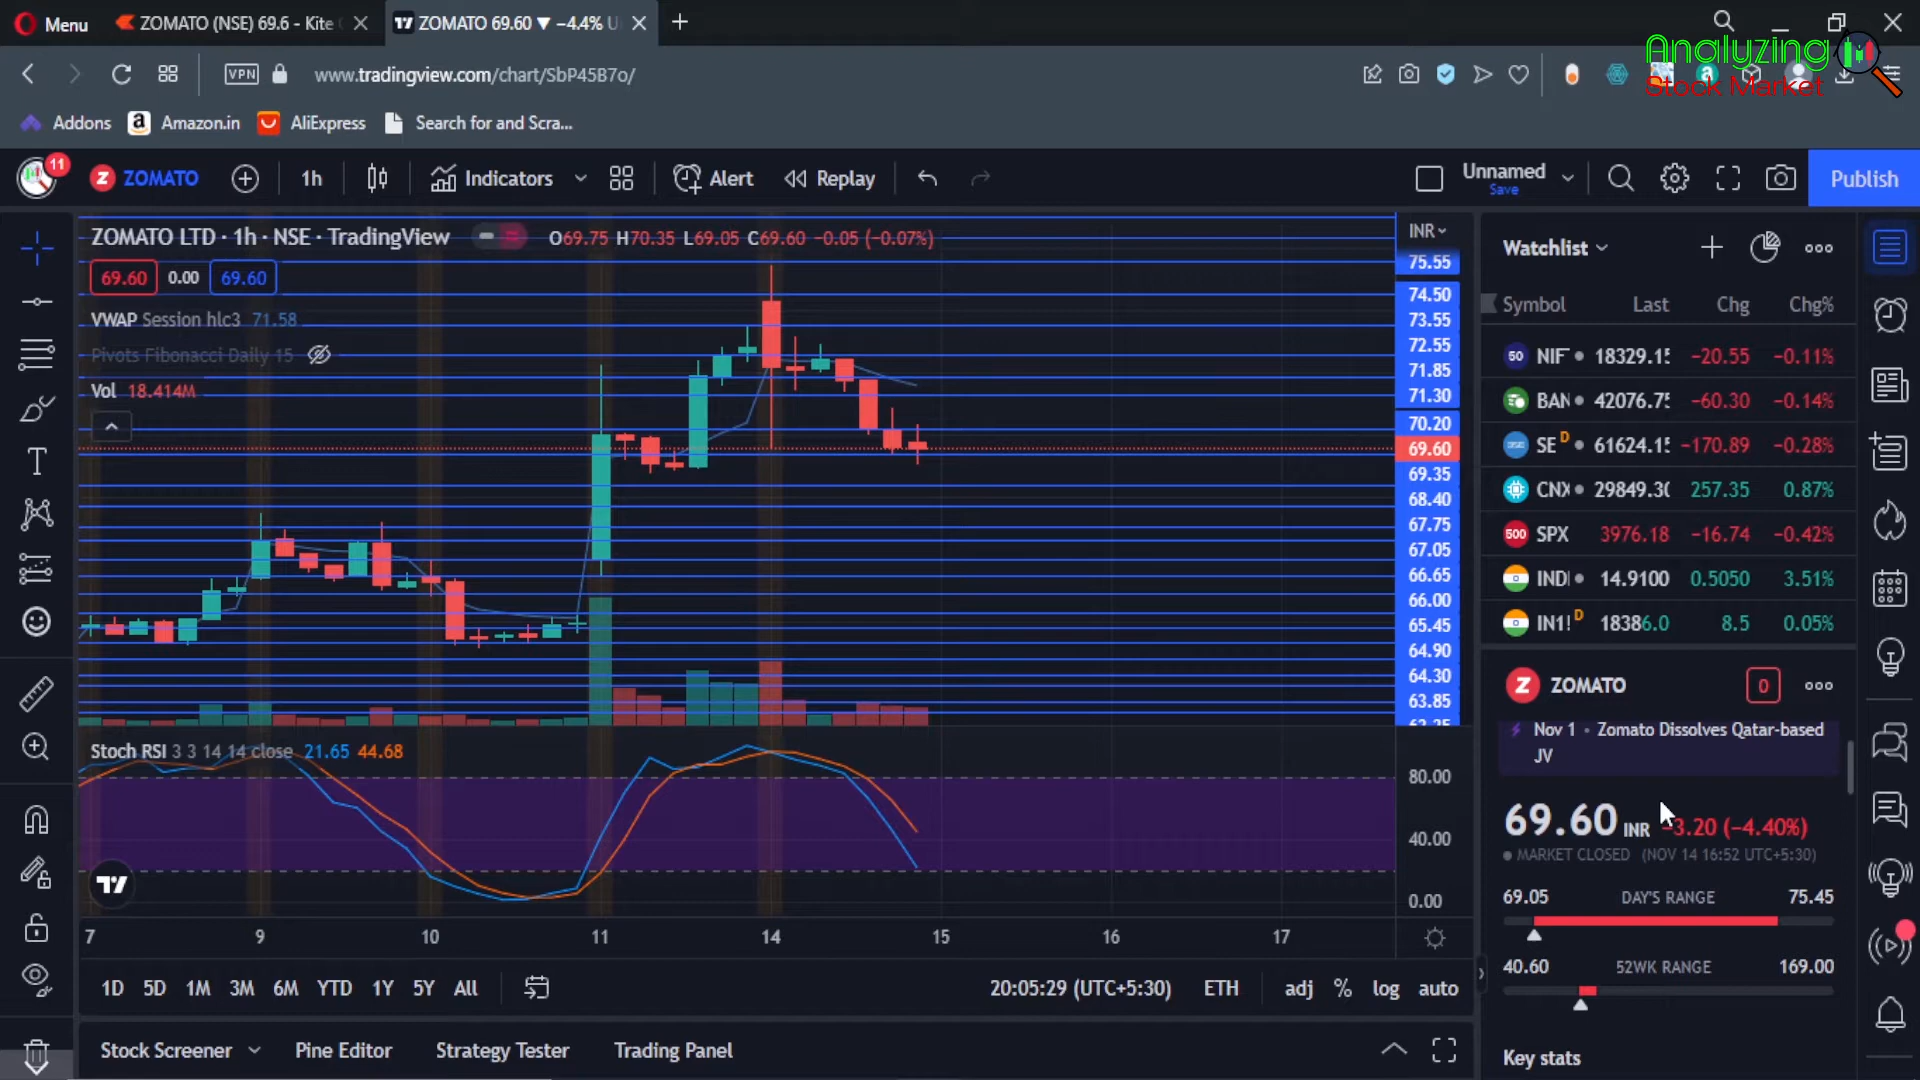 Menu
ZOMATO (NSE) 69.6 - Kite
ZOMATO 69.60 ▼ −4.4% U
Analyzing
Stock Market
VPN
www.tradingview.com/chart/SbP45B7o/
Addons
Amazon.in
AliExpress
Search for and Scra...
11
ZOMATO
1h
Indicators
Alert
Replay
Unnamed
Save
Publish
ZOMATO LTD · 1h · NSE · TradingView
O69.75 H70.35 L69.05 C69.60 −0.05 (−0.07%)
69.60 0.00 69.60
VWAP Session hlc3 71.58
Pivots Fibonacci Daily 15
Vol 18.414M
INR
75.55
74.50
73.55
72.55
71.85
71.30
70.20
69.60
69.35
68.40
67.75
67.05
66.65
66.00
65.45
64.90
64.30
63.85
Stoch RSI 3 3 14 14 close 21.65 44.68
80.00
40.00
0.00
7 9 10 11 14 15 16 17
1D 5D 1M 3M 6M YTD 1Y 5Y All
20:05:29 (UTC+5:30) ETH adj % log auto
Stock Screener Pine Editor Strategy Tester Trading Panel
Watchlist
Symbol Last Chg Chg%
50 NIF 18329.15 −20.55 −0.11%
BAN 42076.75 −60.30 −0.14%
SE D 61624.15 −170.89 −0.28%
CNX 29849.30 257.35 0.87%
500 SPX 3976.18 −16.74 −0.42%
IND 14.9100 0.5050 3.51%
IN1! D 18386.0 8.5 0.05%
ZOMATO 0
Nov 1 • Zomato Dissolves Qatar-based
JV
69.60 INR −3.20 (−4.40%)
MARKET CLOSED (NOV 14 16:52 UTC+5:30)
69.05 DAY'S RANGE 75.45
40.60 52WK RANGE 169.00
Key stats